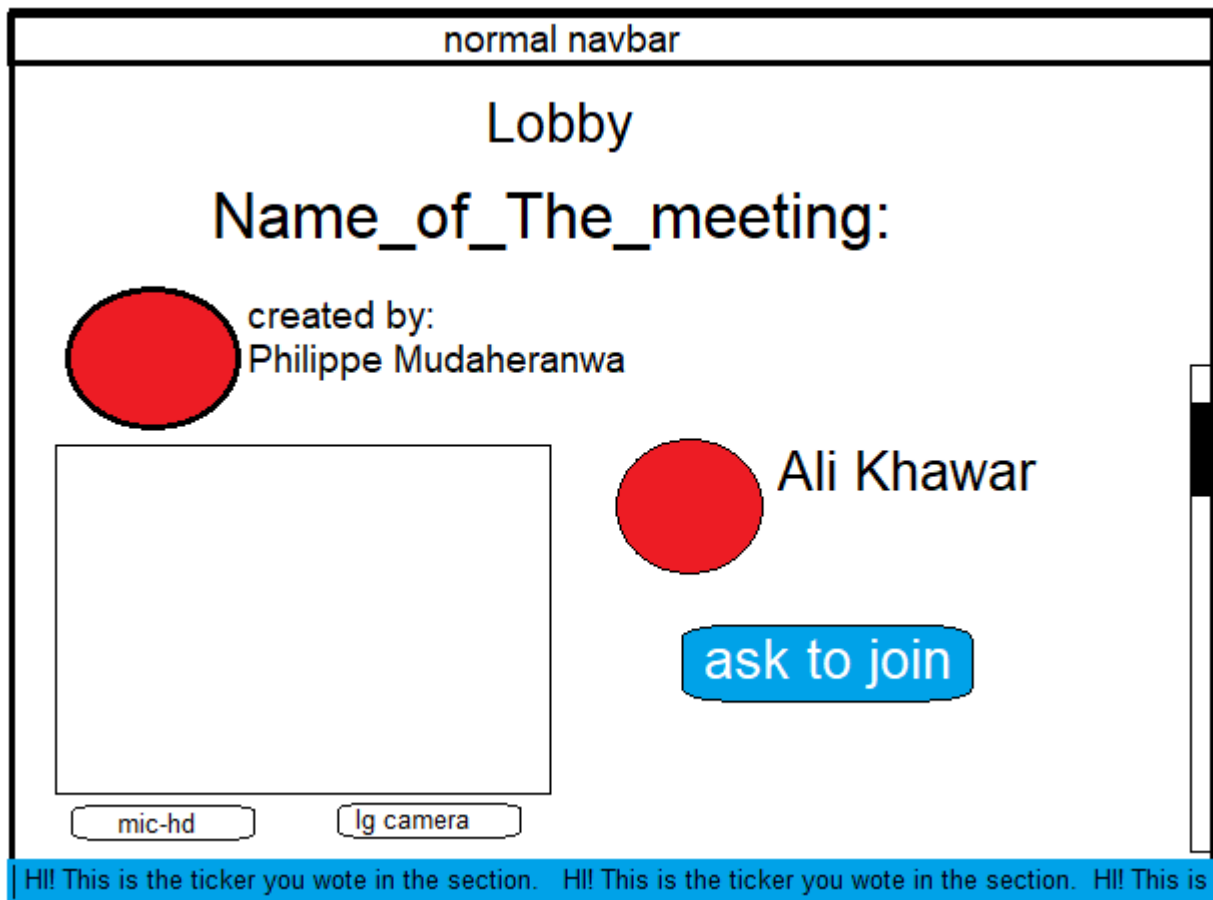 normal navbar
Lobby
Name_of_The_meeting:
created by:
Philippe Mudaheranwa
Ali Khawar
ask to join
mic-hd
lg camera
HI! This is the ticker you wote in the section. HI! This is the ticker you wote in the section. HI! This is